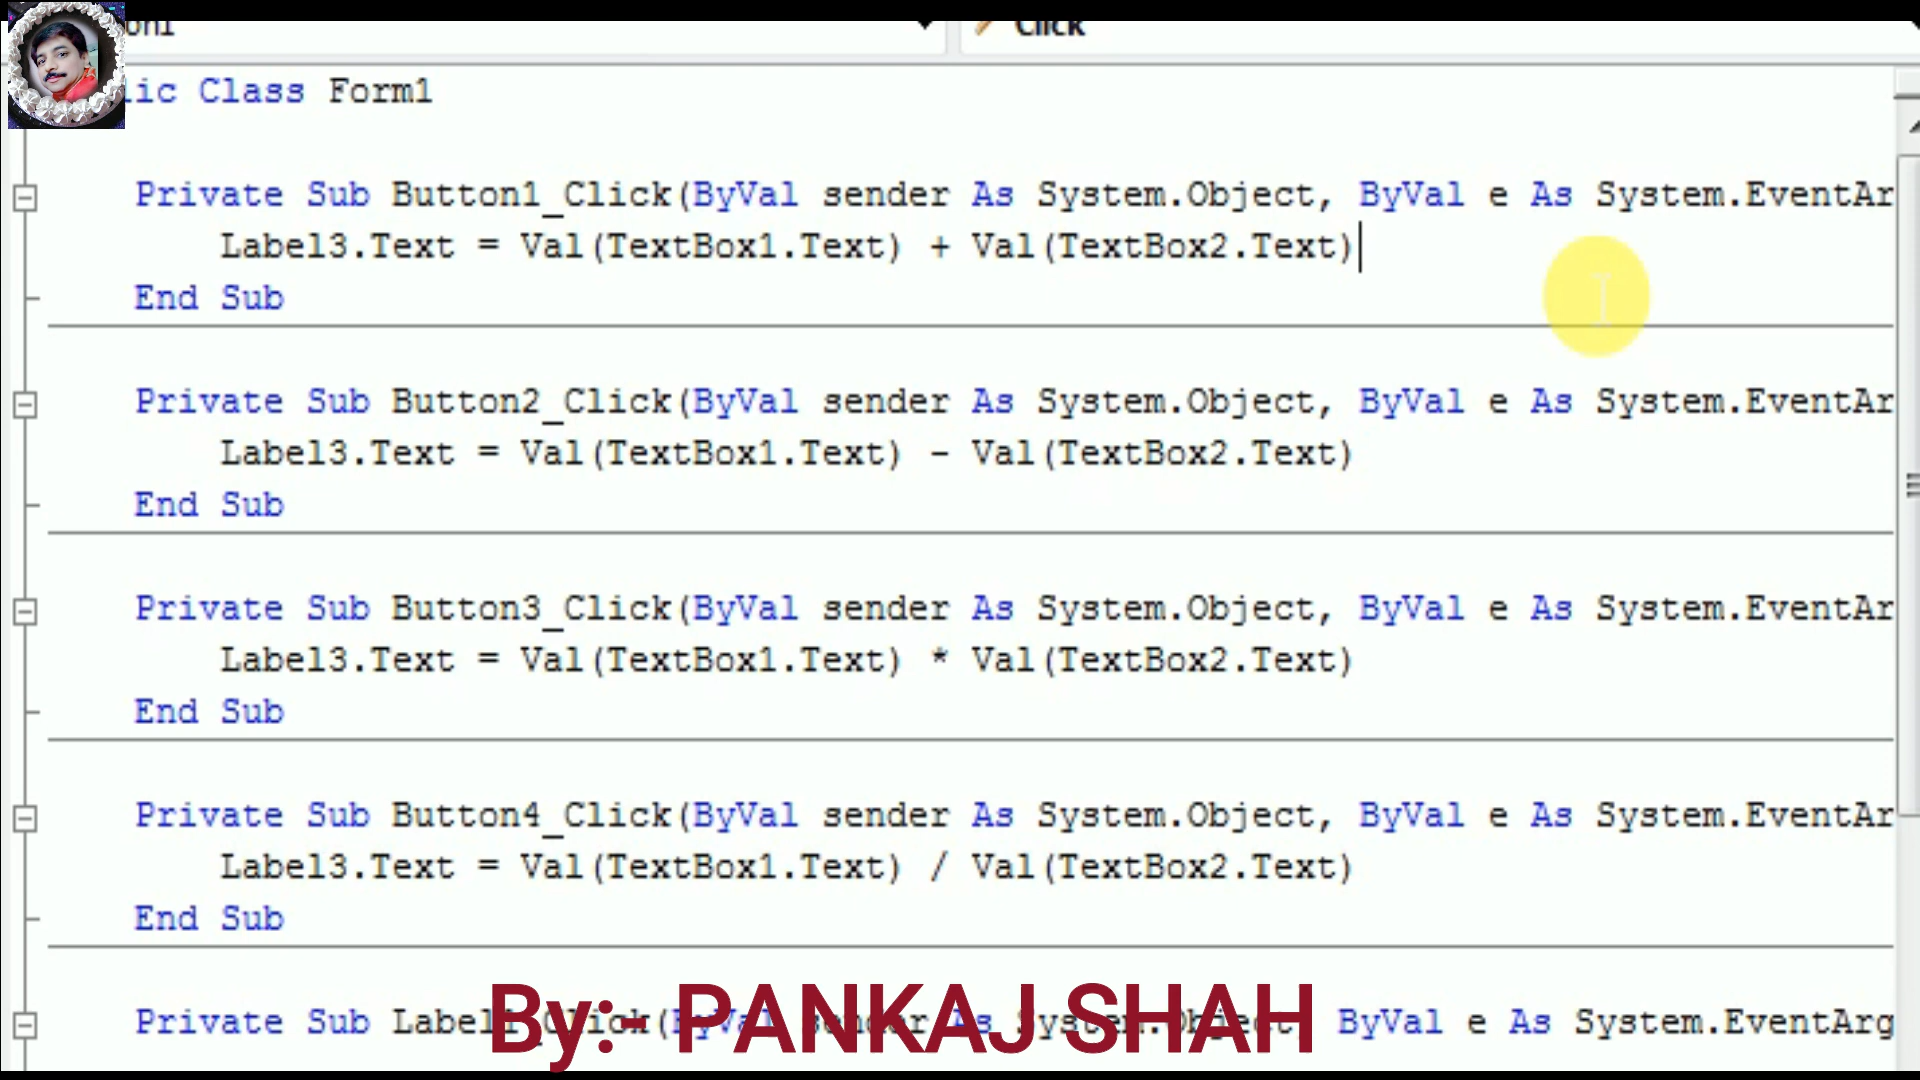 Click
Class Form1
Private Sub Button1_Click(ByVal sender As System.Object, ByVal e As System.EventAr
Label3.Text = Val(TextBox1.Text) + Val(TextBox2.Text)
End Sub
Private Sub Button2_Click(ByVal sender As System.Object, ByVal e As System.EventAr
Label3.Text = Val(TextBox1.Text) - Val(TextBox2.Text)
End Sub
Private Sub Button3_Click(ByVal sender As System.Object, ByVal e As System.EventAr
Label3.Text = Val(TextBox1.Text) * Val(TextBox2.Text)
End Sub
Private Sub Button4_Click(ByVal sender As System.Object, ByVal e As System.EventAr
Label3.Text = Val(TextBox1.Text) / Val(TextBox2.Text)
End Sub
Private Sub ByVal e As System.EventArg
By:- PANKAJ SHAH